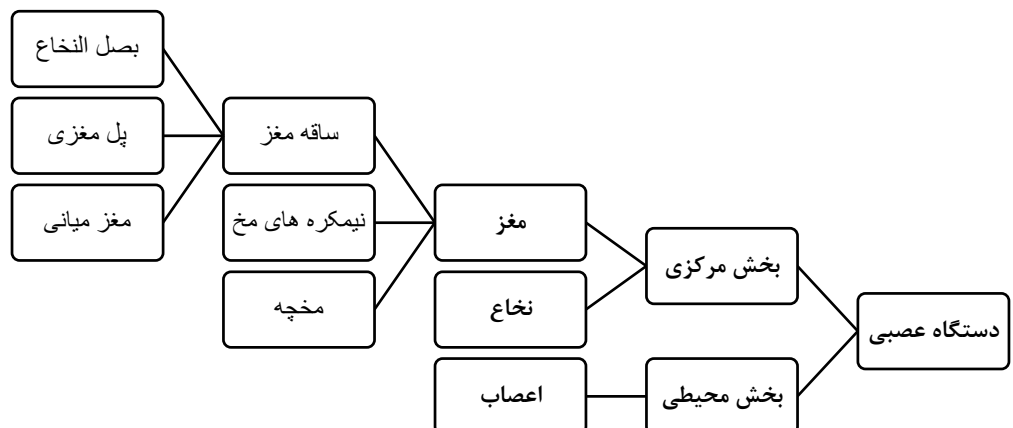 دستگاه عصبی
بخش مرکزی
مغز
ساقه مغز
بصل النخاع
پل مغزی
مغز میانی
نیمکره های مخ
مخچه
نخاع
بخش محیطی
اعصاب